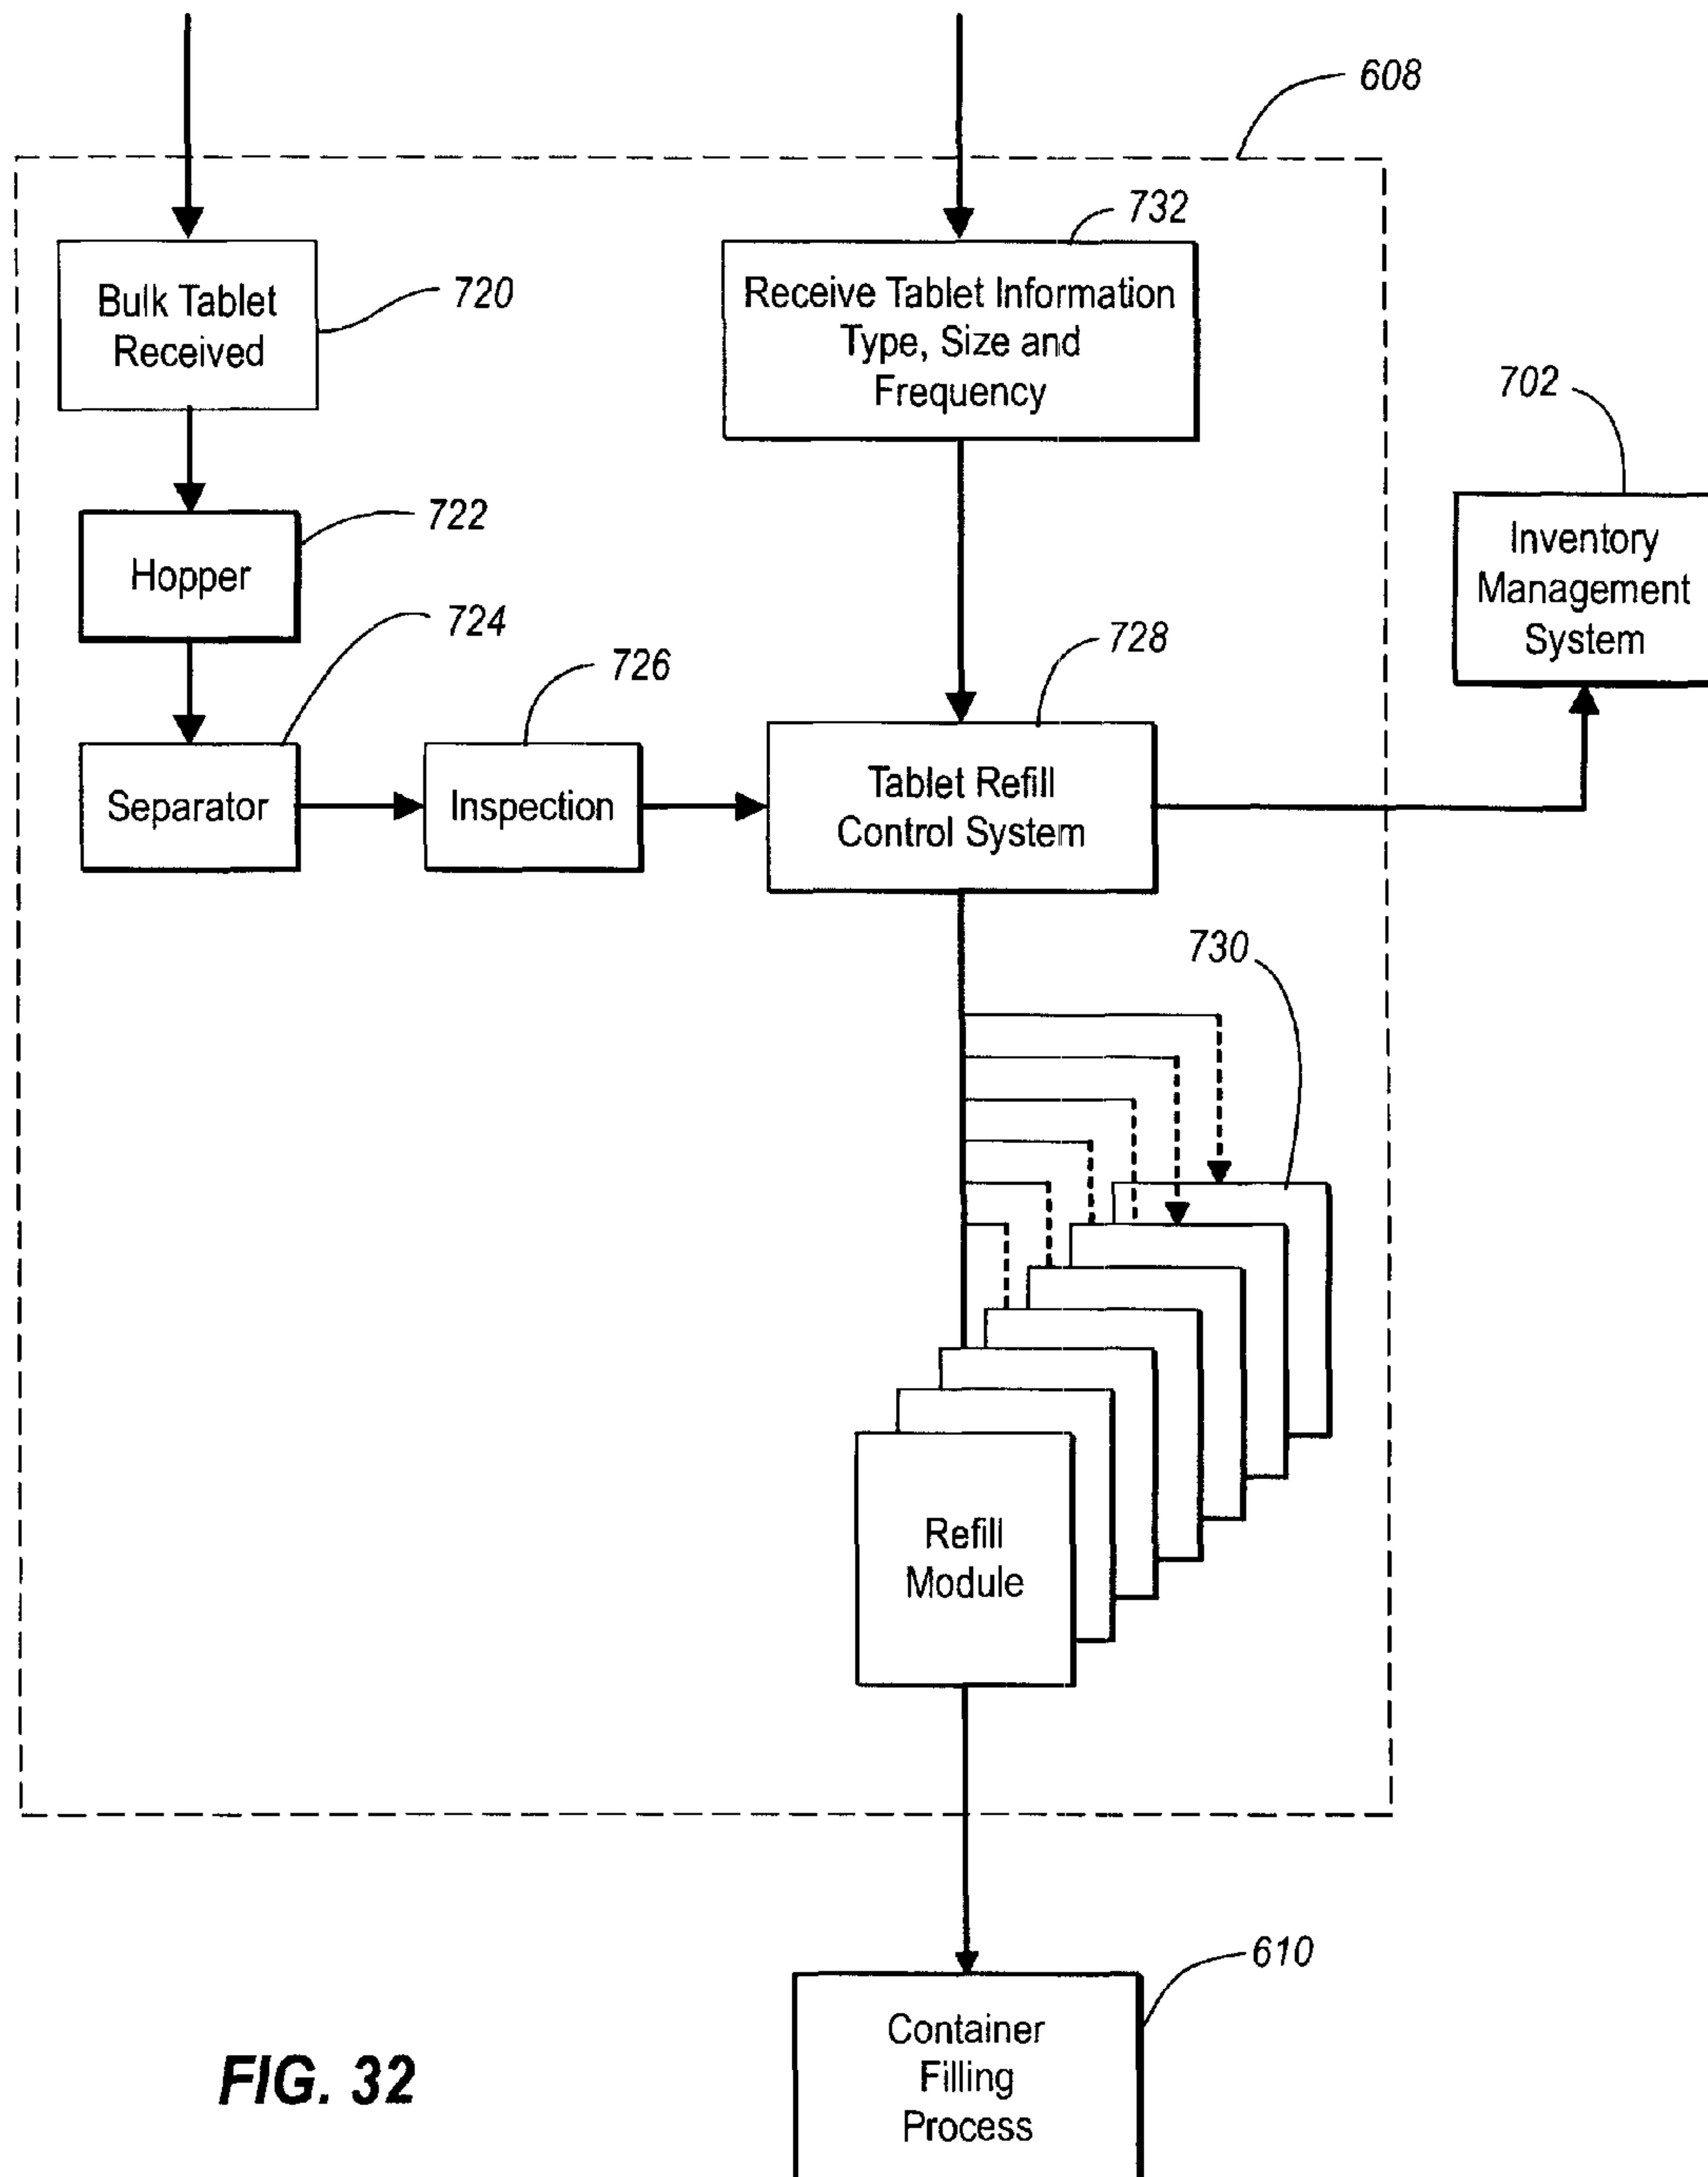 608
732
Bulk Tablet
Received
720
Receive Tablet Information
Type, Size and
Frequency
702
Inventory
Management
System
722
Hopper
724
726
728
Separator
Inspection
Tablet Refill
Control System
730
Refill
Module
610
Container
Filling
Process
FIG. 32